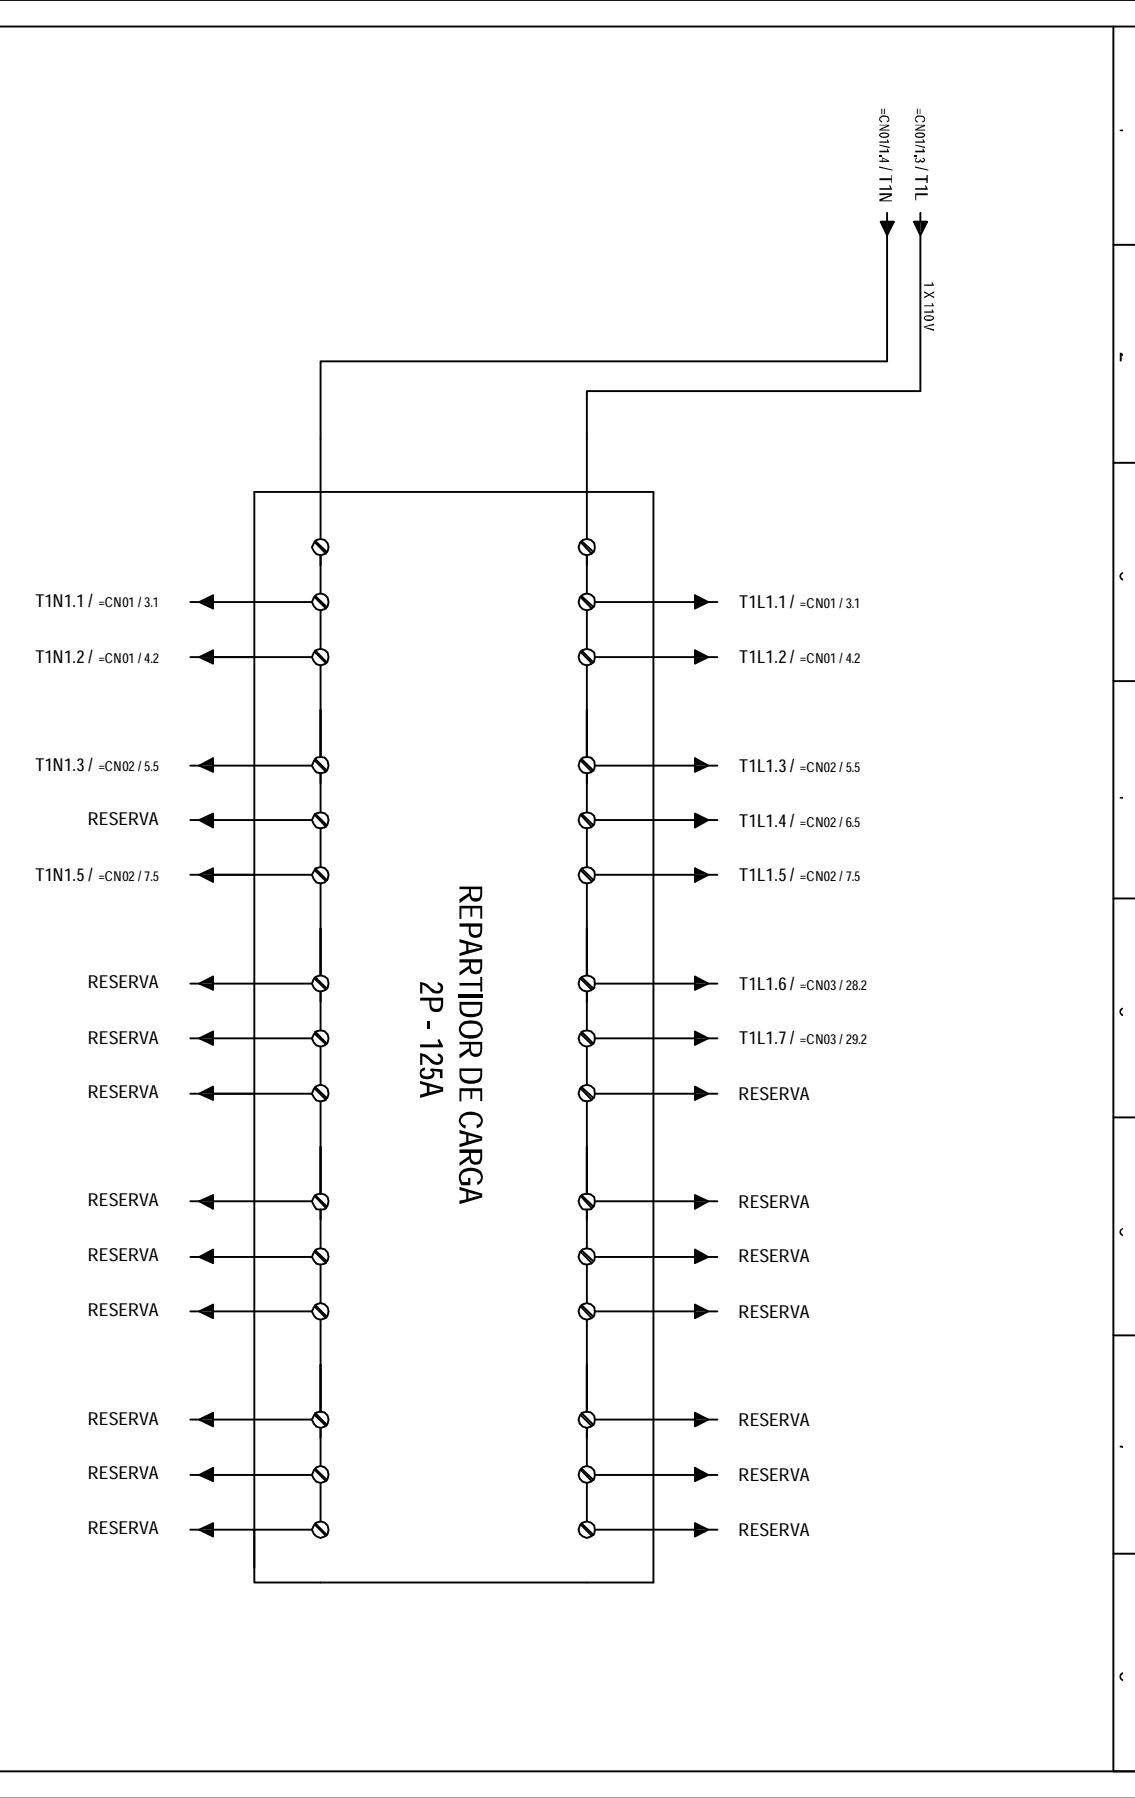 =CN01/1.4 / T1N
=CN01/1.3 / T1L
1 X 110V
T1N1.1 / =CN01 / 3.1
T1L1.1 / =CN01 / 3.1
T1N1.2 / =CN01 / 4.2
T1L1.2 / =CN01 / 4.2
T1N1.3 / =CN02 / 5.5
T1L1.3 / =CN02 / 5.5
RESERVA
T1L1.4 / =CN02 / 6.5
T1N1.5 / =CN02 / 7.5
T1L1.5 / =CN02 / 7.5
REPARTIDOR DE CARGA
2P - 125A
RESERVA
T1L1.6 / =CN03 / 28.2
RESERVA
T1L1.7 / =CN03 / 29.2
RESERVA
RESERVA
RESERVA
RESERVA
RESERVA
RESERVA
RESERVA
RESERVA
RESERVA
RESERVA
RESERVA
RESERVA
RESERVA
RESERVA